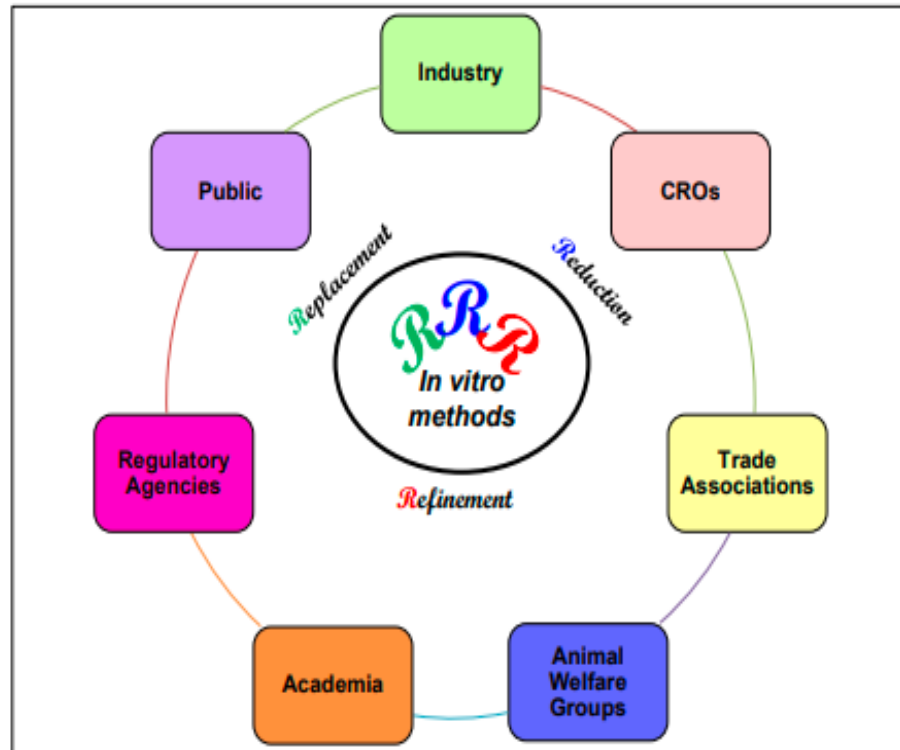 Industry
Public
CROs
Replacement
Reduction
RRR
In vitro
methods
Refinement
Regulatory
Agencies
Trade
Associations
Academia
Animal
Welfare
Groups